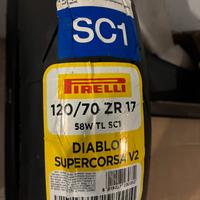 SC1
PIRELLI
120/70 ZR 17
58W TL SC1
DIABLO
SUPERCORSA V2